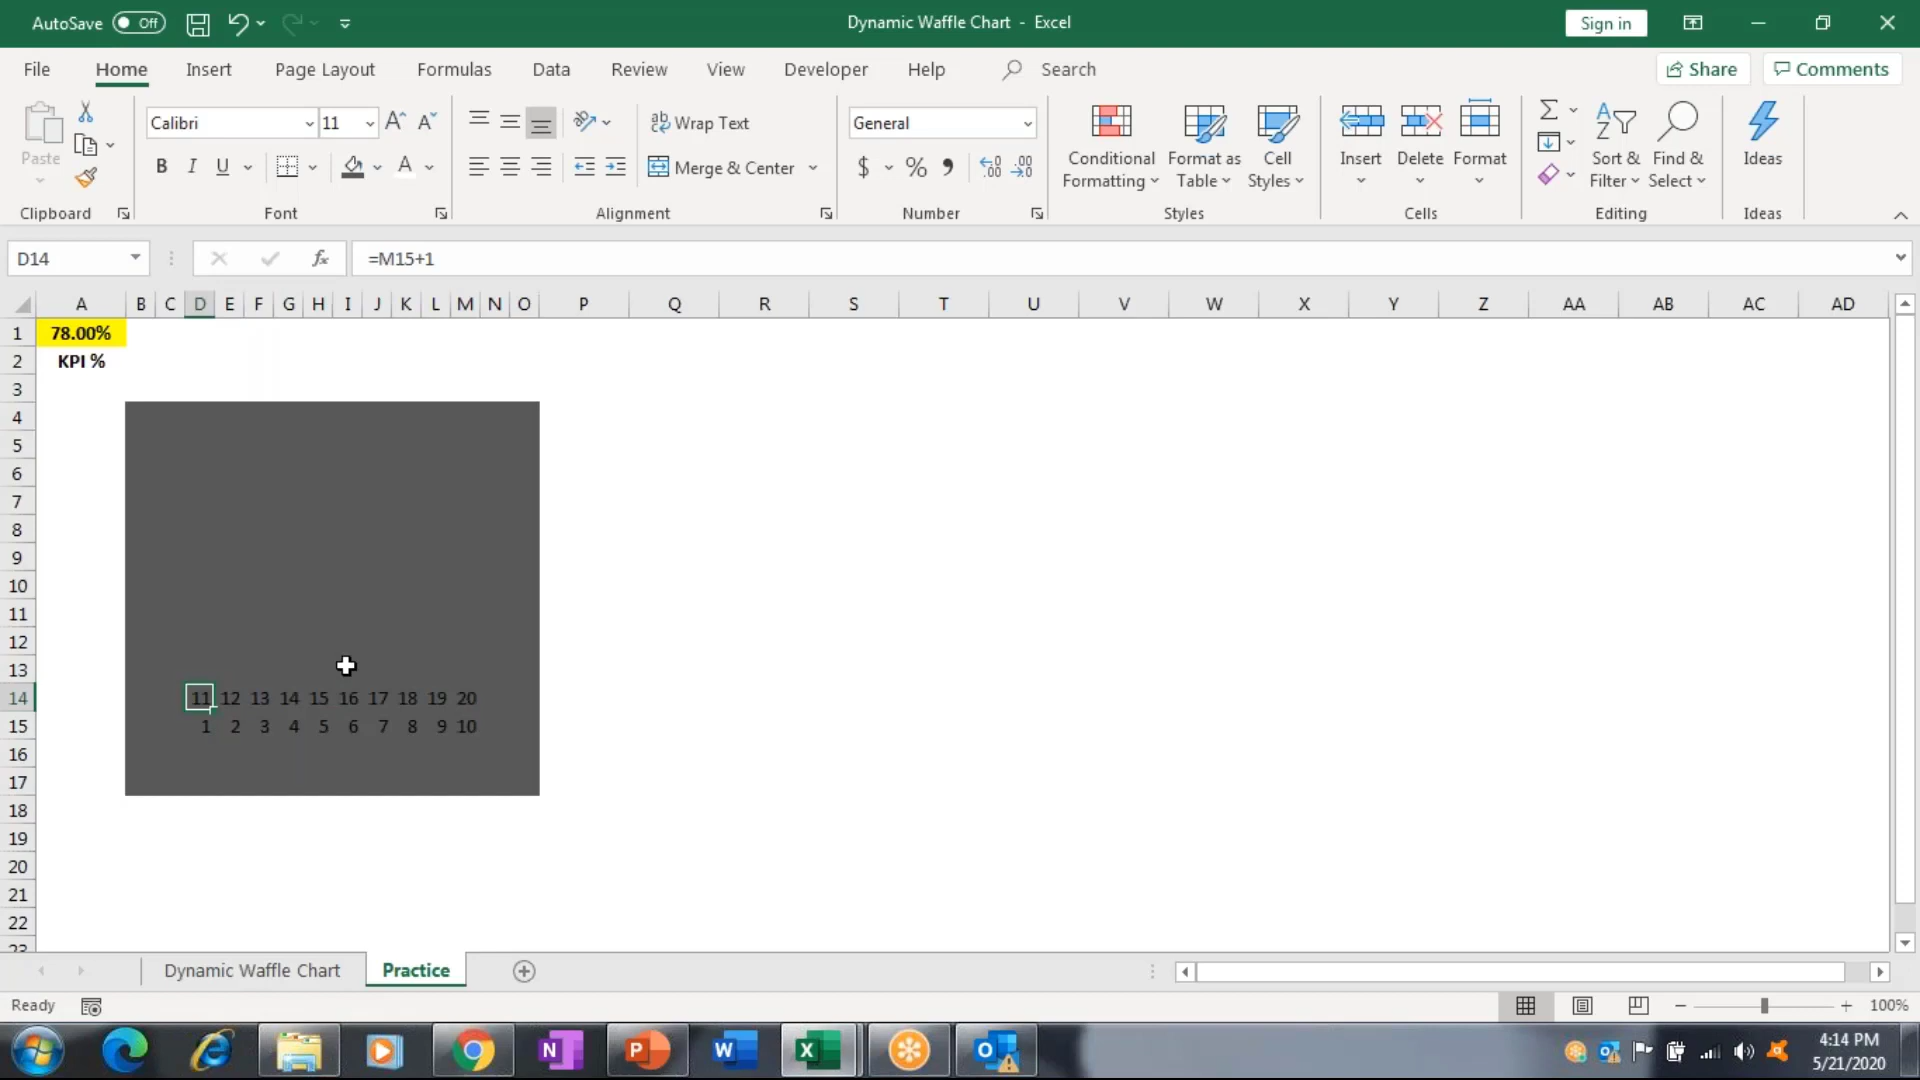 AutoSave Off
Dynamic Waffle Chart - Excel
Sign in
File Home Insert Page Layout Formulas Data Review View Developer Help Search
Share Comments
Paste
Calibri 11
Wrap Text
General
Merge & Center
B I U
$ % 9
Conditional Formatting
Format as Table
Cell Styles
Insert Delete Format
Sort & Filter
Find & Select
Ideas
Clipboard Font Alignment Number Styles Cells Editing Ideas
D14 fx =M15+1
A B C D E F G H I J K L M N O P Q R S T U V W X Y Z AA AB AC AD
1 78.00%
2 KPI %
3
4
5
6
7
8
9
10
11
12
13
14 11 12 13 14 15 16 17 18 19 20
15 1 2 3 4 5 6 7 8 9 10
16
17
18
19
20
21
22
23
Dynamic Waffle Chart Practice
Ready
100%
4:14 PM
5/21/2020